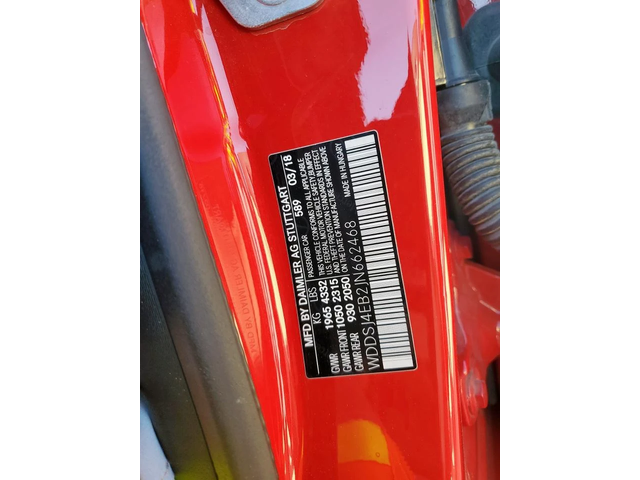 MFD BY DAIMLER AG STUTTGART
PASSENGER CAR 589 03/18
KG LBS THIS VEHICLE CONFORMS TO ALL APPLICABLE
GVWR 1965 4332 U.S. FEDERAL MOTOR VEHICLE SAFETY, BUMPER
GAWR FRONT 1050 2315 AND THEFT PREVENTION STANDARDS IN EFFECT
GAWR REAR 930 2050 ON THE DATE OF MANUFACTURE SHOWN ABOVE
MADE IN HUNGARY
WDDSJ4EB2JN662468